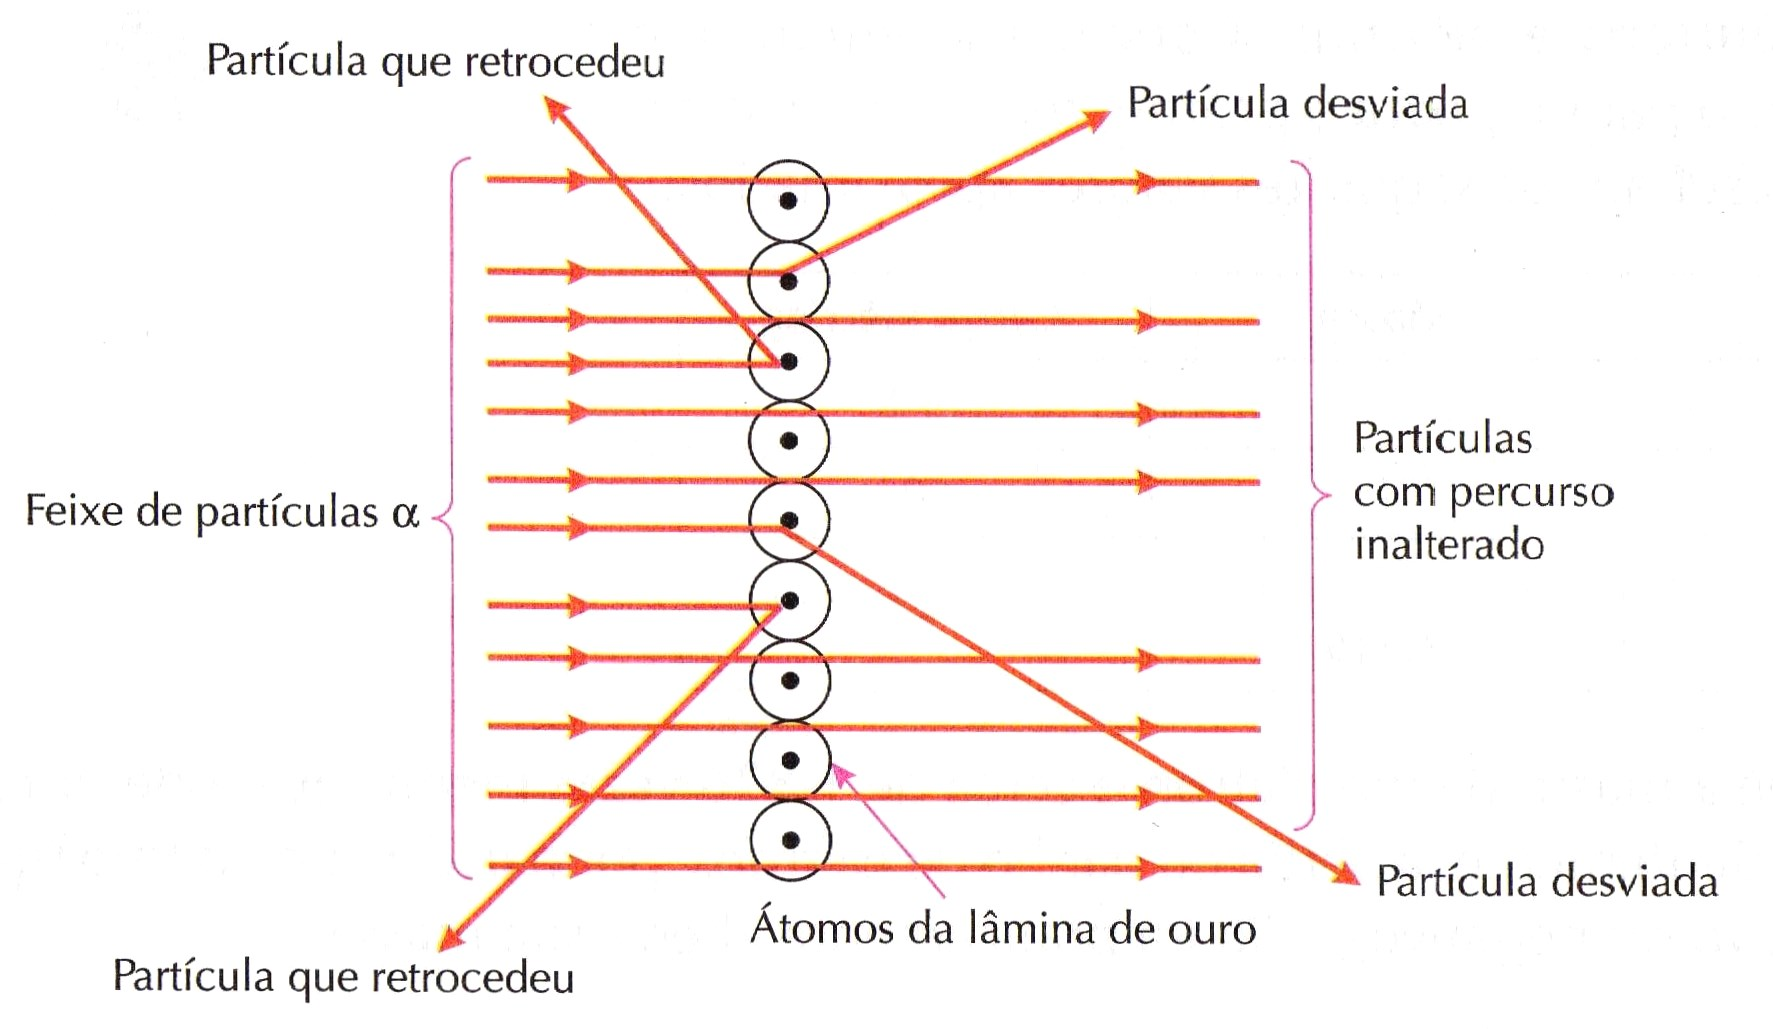 Partícula que retrocedeu
Partícula desviada
Feixe de partículas α
Partículas
com percurso
inalterado
Partícula desviada
Átomos da lâmina de ouro
Partícula que retrocedeu